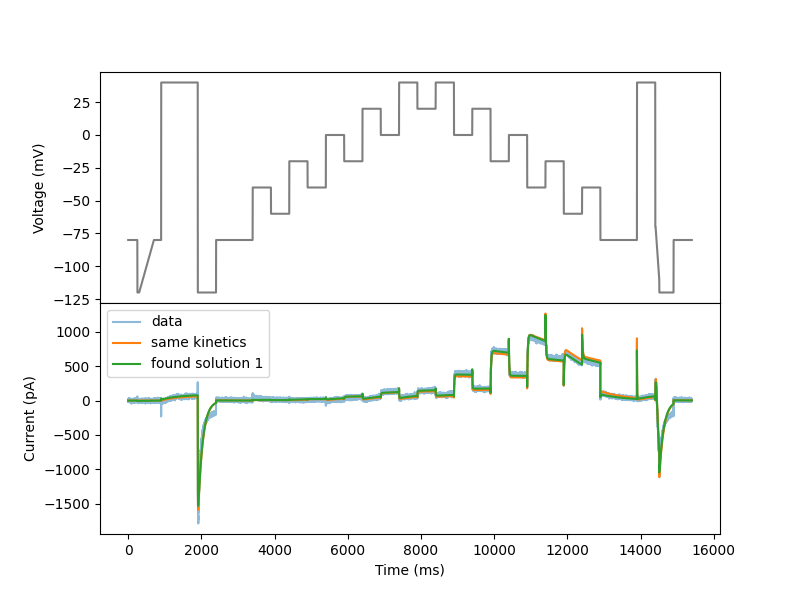 25
0
−25
−50
−75
−100
−125
Voltage (mV)
data
same kinetics
found solution 1
1000
500
0
−500
−1000
−1500
Current (pA)
0 2000 4000 6000 8000 10000 12000 14000 16000
Time (ms)